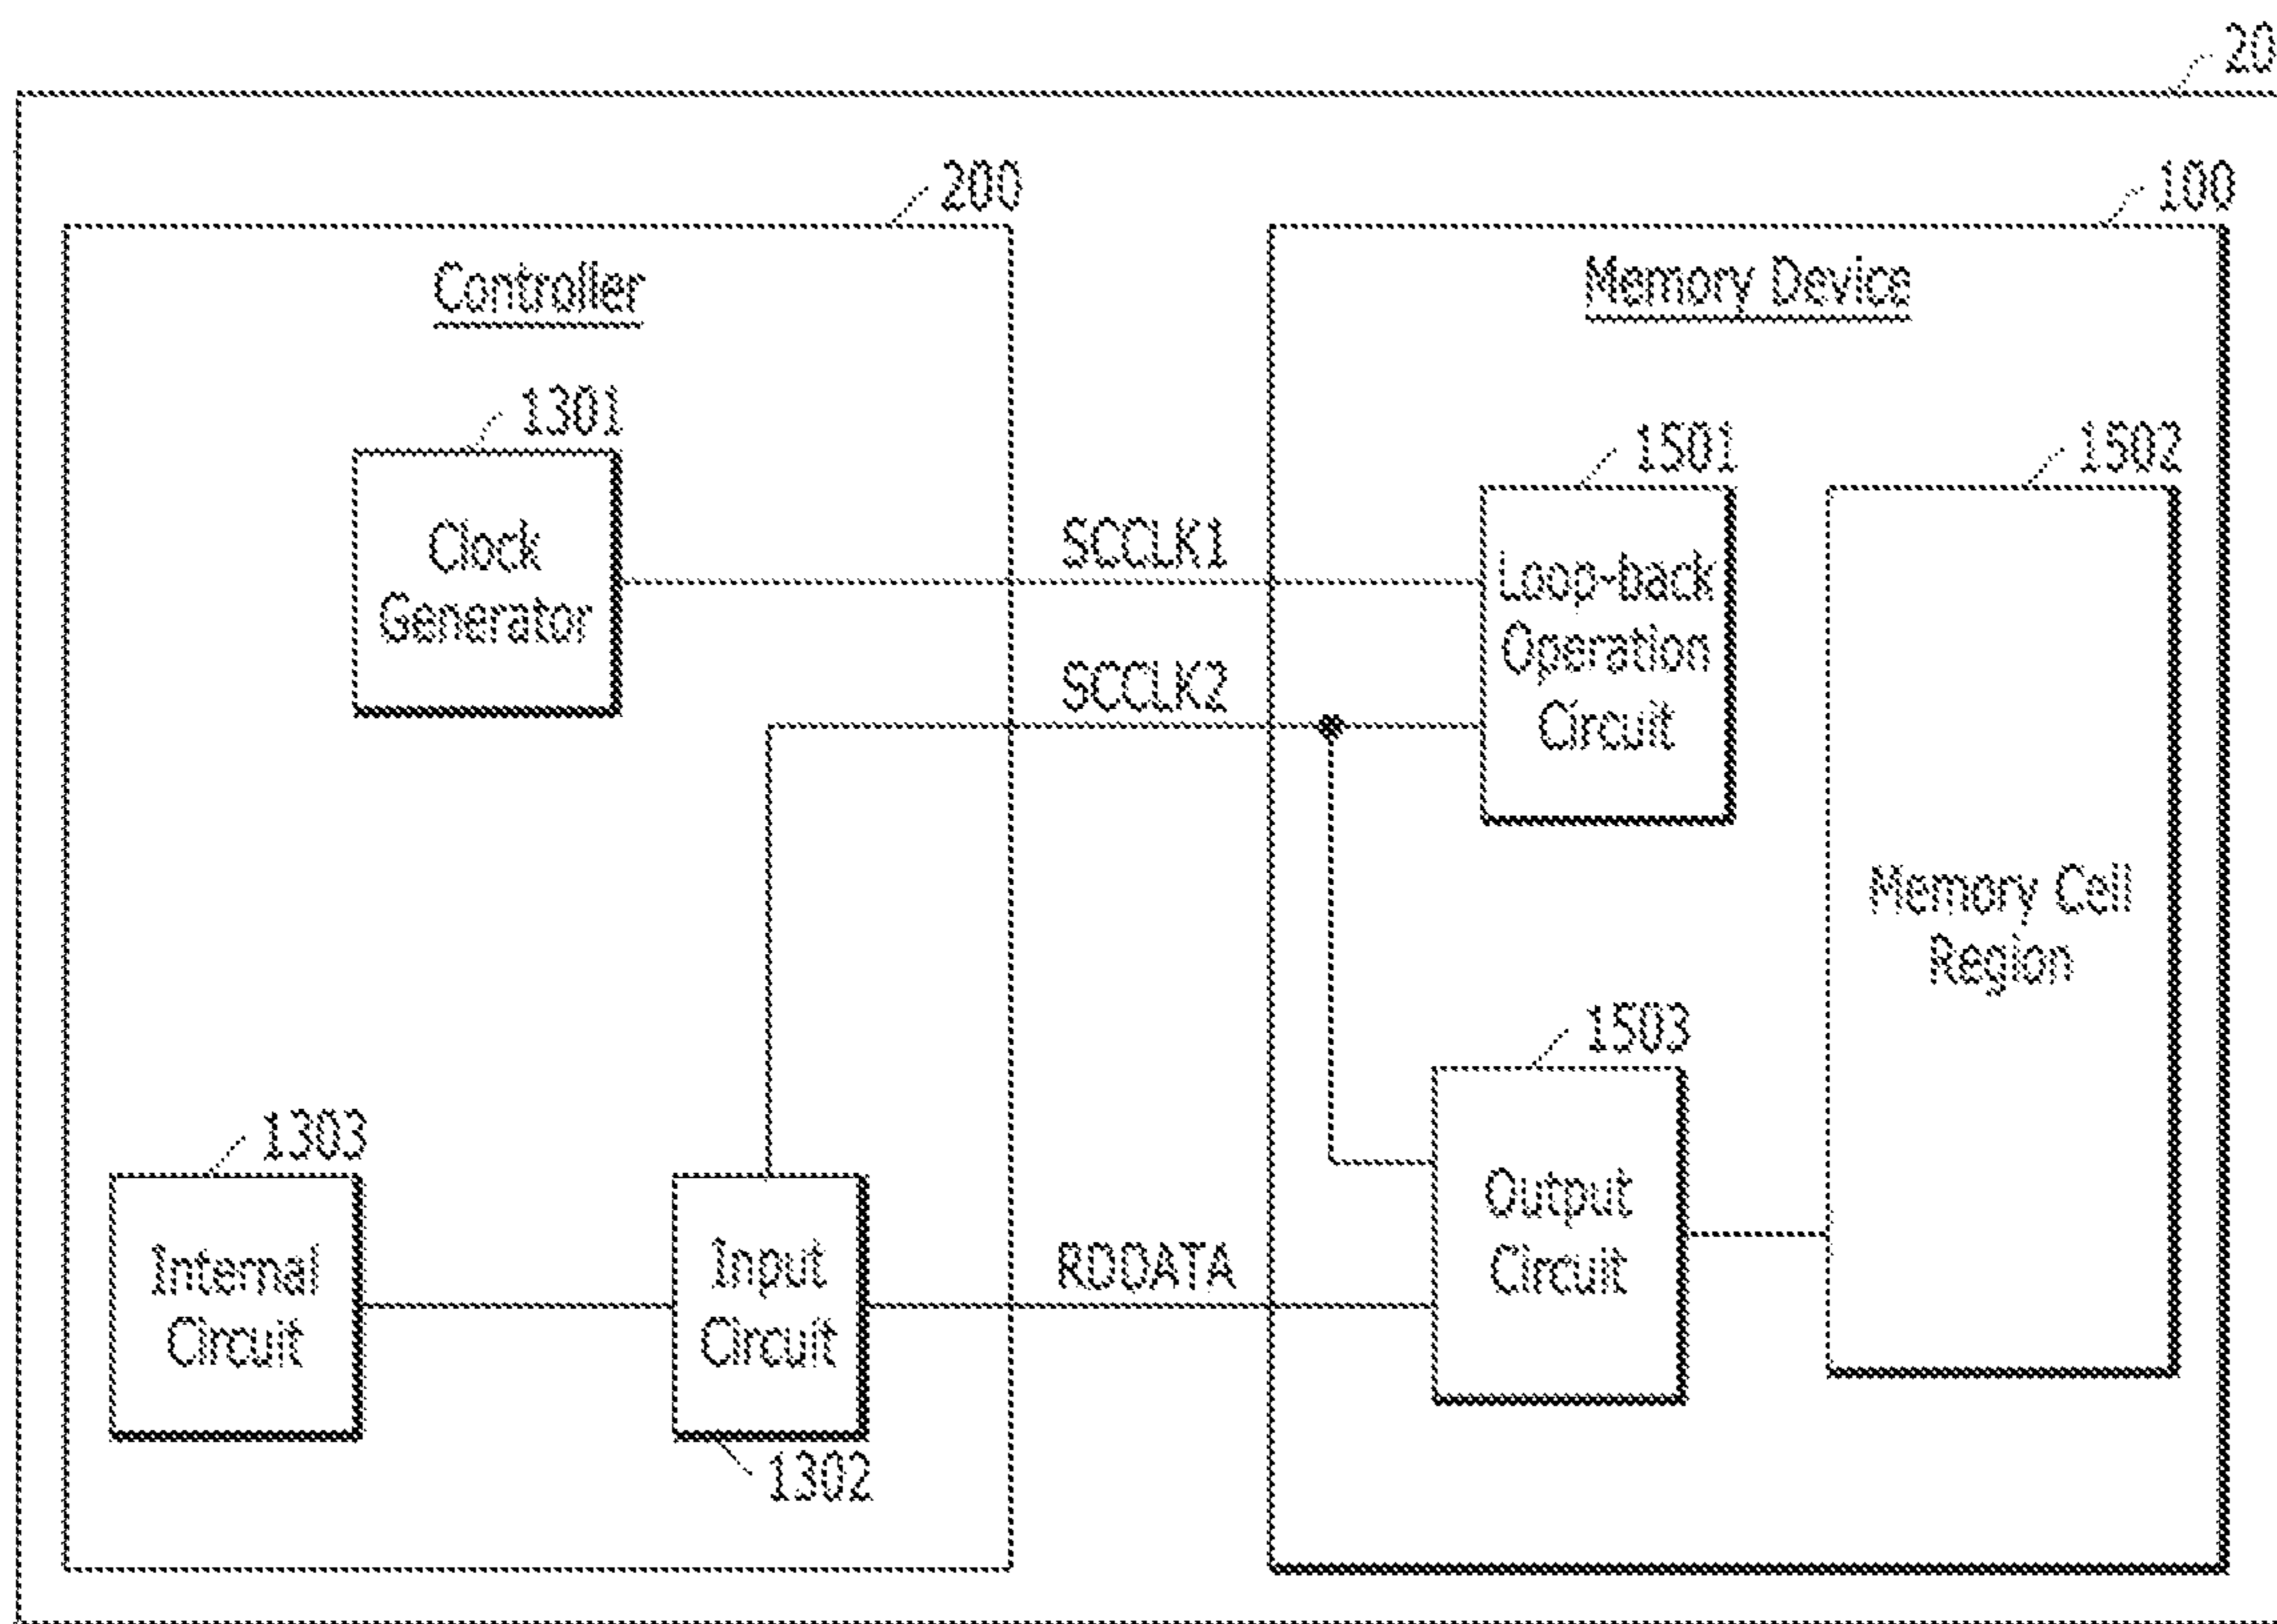 20
200
100
Controller
Memory Device
1301
1501
1502
Clock
Generator
SCCLK1
Loop-back
Operation
Circuit
SCCLK2
Memory Cell
Region
1503
1303
Output
Circuit
Internal
Circuit
Input
Circuit
RDDATA
1302